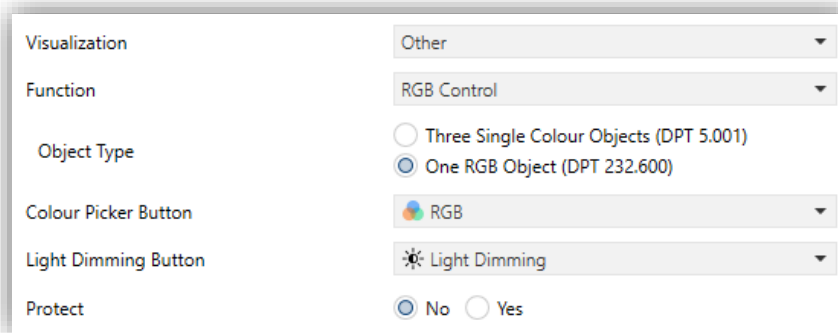 Visualization Other
Function RGB Control
Object Type
Three Single Colour Objects (DPT 5.001)
One RGB Object (DPT 232.600)
Colour Picker Button RGB
Light Dimming Button Light Dimming
Protect No Yes